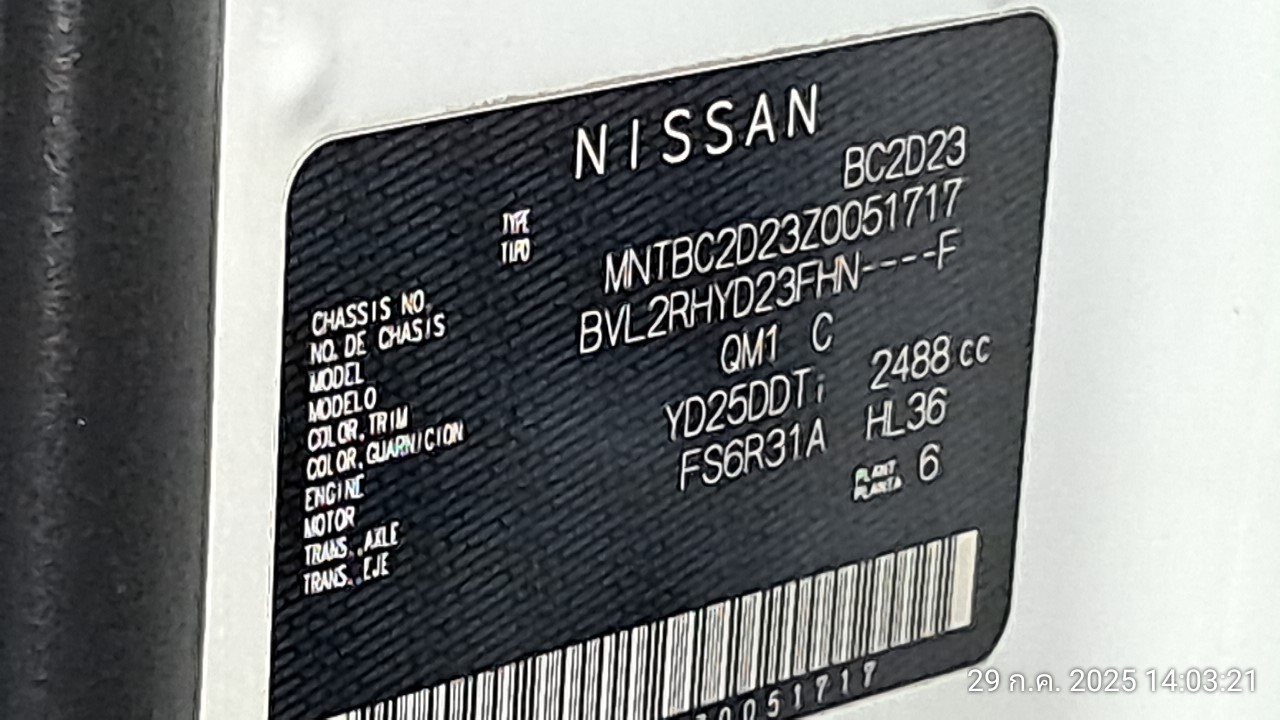 NISSAN
TYPE BC2D23
TIPO
CHASSIS NO. MNTBC2D23Z0051717
NO. DE CHASIS
MODEL BVL2RHYD23FHN----F
MODELO
COLOR, TRIM QM1 C
COLOR, GUARNICION
ENGINE YD25DDTi 2488 cc
MOTOR
TRANS., AXLE FS6R31A HL36
TRANS., EJE
PLANT 6
PLANTA
0051717
29 ก.ค. 2025 14:03:21